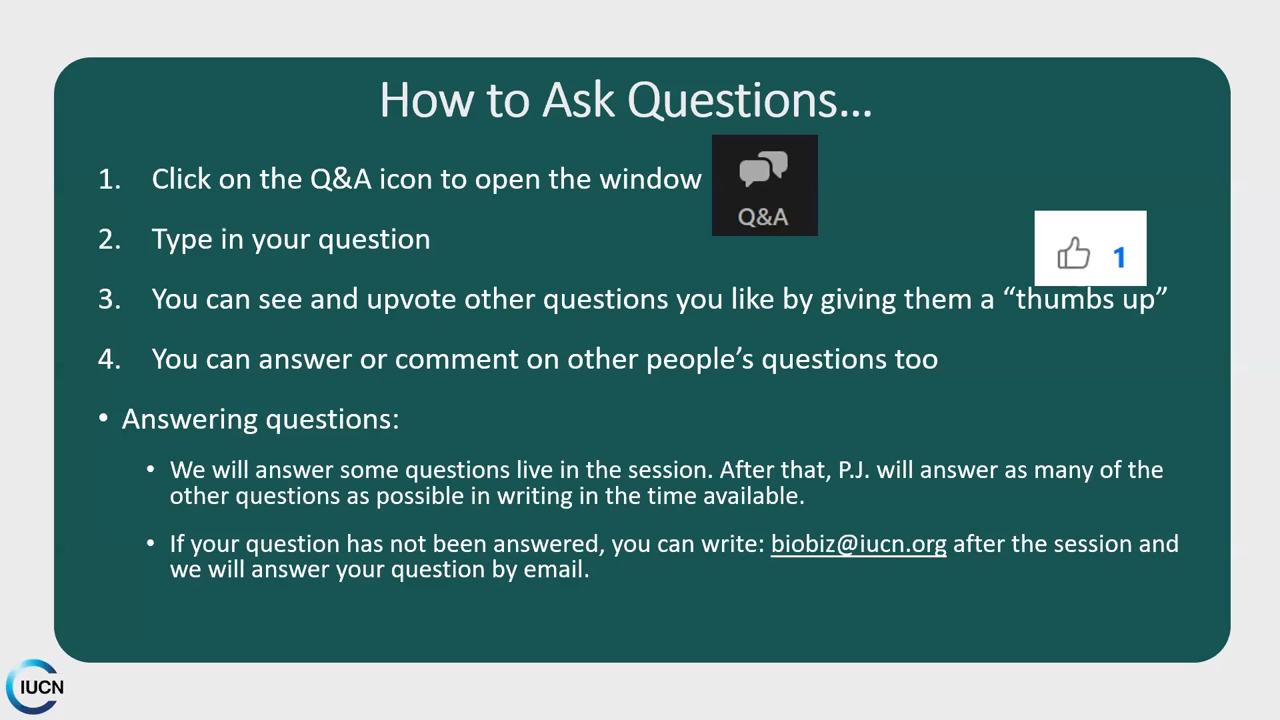 How to Ask Questions...
1. Click on the Q&A icon to open the window
Q&A
2. Type in your question
1
3. You can see and upvote other questions you like by giving them a “thumbs up”
4. You can answer or comment on other people’s questions too
• Answering questions:
• We will answer some questions live in the session. After that, P.J. will answer as many of the
other questions as possible in writing in the time available.
• If your question has not been answered, you can write: biobiz@iucn.org after the session and
we will answer your question by email.
IUCN